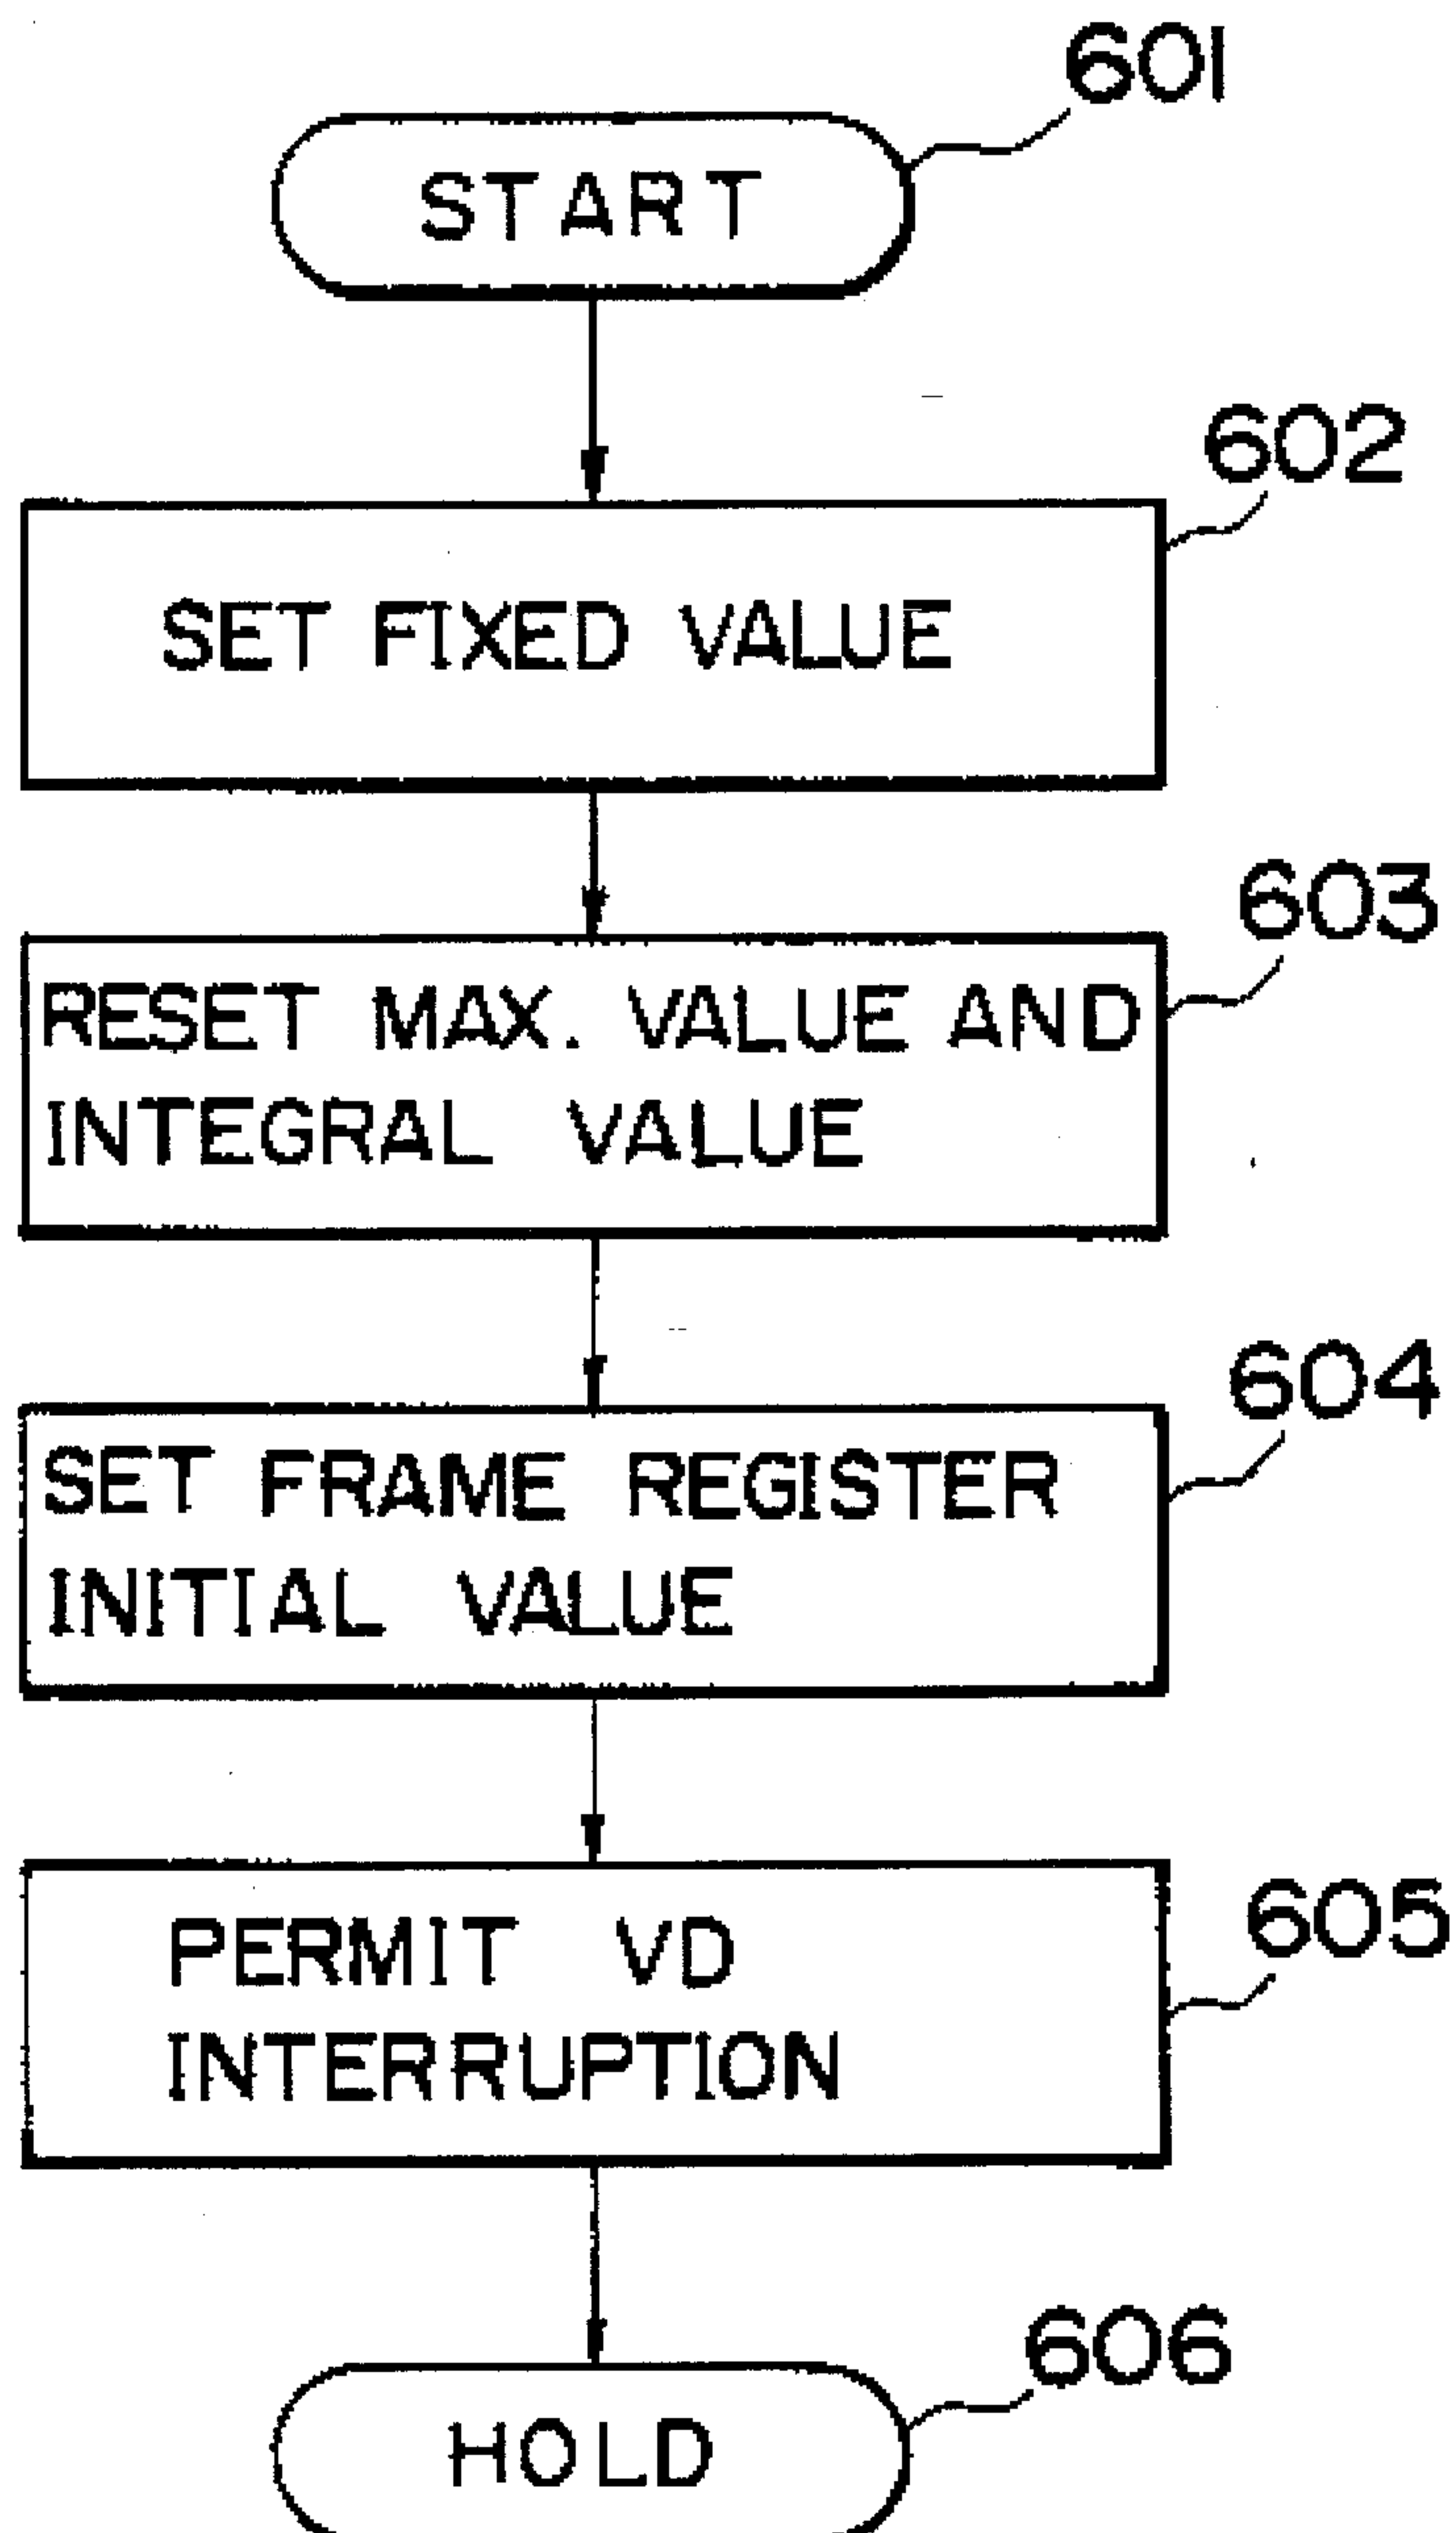 601
START
602
SET FIXED VALUE
603
RESET MAX. VALUE AND
INTEGRAL VALUE
604
SET FRAME REGISTER
INITIAL VALUE
605
PERMIT VD
INTERRUPTION
606
HOLD